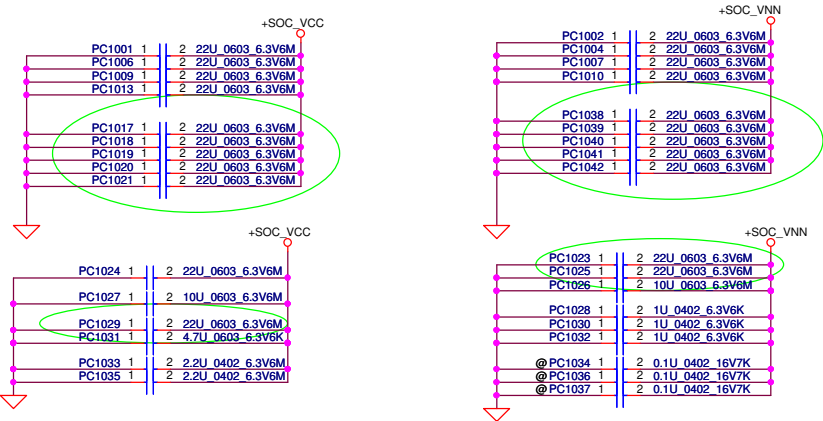 +SOC_VCC
PC1001 1 2 22U_0603_6.3V6M
PC1006 1 2 22U_0603_6.3V6M
PC1009 1 2 22U_0603_6.3V6M
PC1013 1 2 22U_0603_6.3V6M
PC1017 1 2 22U_0603_6.3V6M
PC1018 1 2 22U_0603_6.3V6M
PC1019 1 2 22U_0603_6.3V6M
PC1020 1 2 22U_0603_6.3V6M
PC1021 1 2 22U_0603_6.3V6M
+SOC_VNN
PC1002 1 2 22U_0603_6.3V6M
PC1004 1 2 22U_0603_6.3V6M
PC1007 1 2 22U_0603_6.3V6M
PC1010 1 2 22U_0603_6.3V6M
PC1038 1 2 22U_0603_6.3V6M
PC1039 1 2 22U_0603_6.3V6M
PC1040 1 2 22U_0603_6.3V6M
PC1041 1 2 22U_0603_6.3V6M
PC1042 1 2 22U_0603_6.3V6M
+SOC_VCC
PC1024 1 2 22U_0603_6.3V6M
PC1027 1 2 10U_0603_6.3V6M
PC1029 1 2 22U_0603_6.3V6M
PC1031 1 2 4.7U_0603_6.3V6K
PC1033 1 2 2.2U_0402_6.3V6M
PC1035 1 2 2.2U_0402_6.3V6M
+SOC_VNN
PC1023 1 2 22U_0603_6.3V6M
PC1025 1 2 22U_0603_6.3V6M
PC1026 1 2 10U_0603_6.3V6M
PC1028 1 2 1U_0402_6.3V6K
PC1030 1 2 1U_0402_6.3V6K
PC1032 1 2 1U_0402_6.3V6K
@PC1034 1 2 0.1U_0402_16V7K
@PC1036 1 2 0.1U_0402_16V7K
@PC1037 1 2 0.1U_0402_16V7K